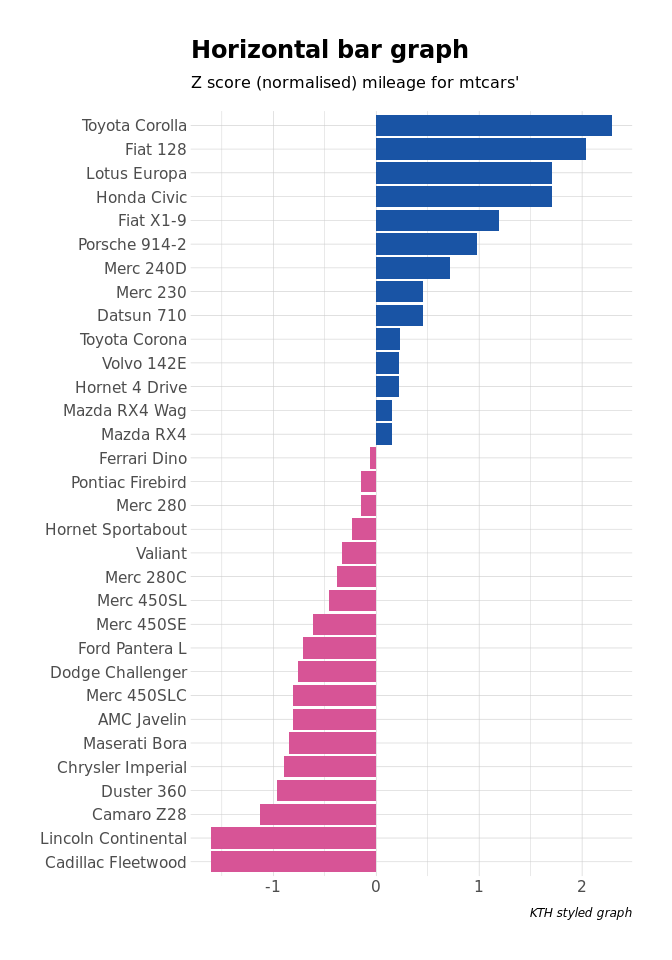 Horizontal bar graph
Z score (normalised) mileage for mtcars'
Toyota Corolla
Fiat 128
Lotus Europa
Honda Civic
Fiat X1-9
Porsche 914-2
Merc 240D
Merc 230
Datsun 710
Toyota Corona
Volvo 142E
Hornet 4 Drive
Mazda RX4 Wag
Mazda RX4
Ferrari Dino
Pontiac Firebird
Merc 280
Hornet Sportabout
Valiant
Merc 280C
Merc 450SL
Merc 450SE
Ford Pantera L
Dodge Challenger
Merc 450SLC
AMC Javelin
Maserati Bora
Chrysler Imperial
Duster 360
Camaro Z28
Lincoln Continental
Cadillac Fleetwood
-1 0 1 2
KTH styled graph